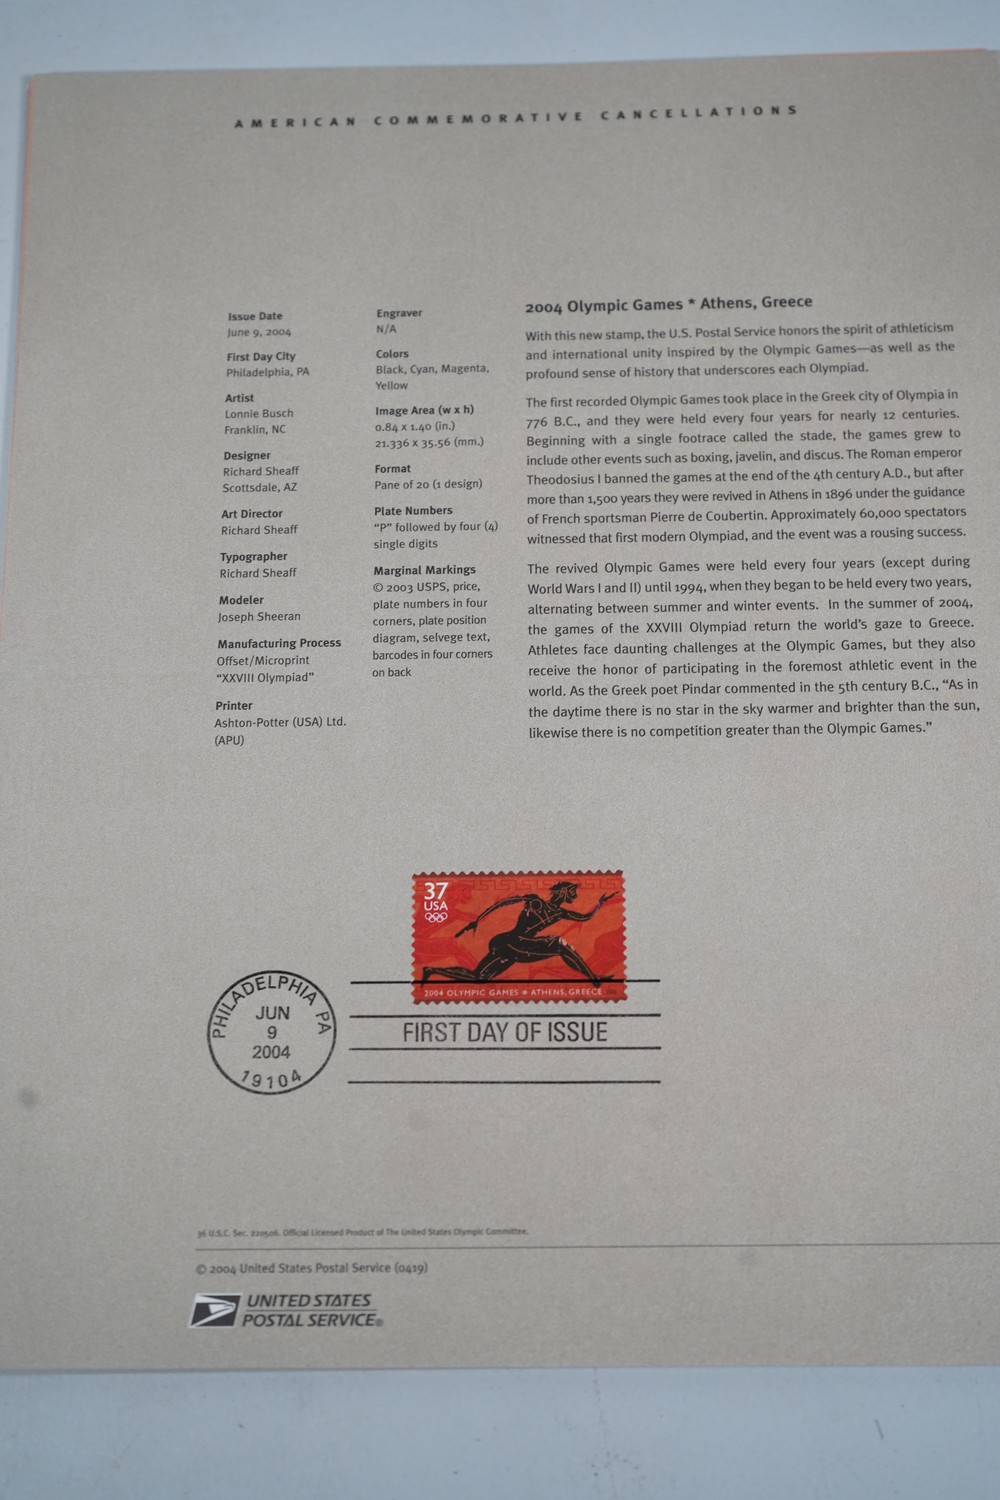 AMERICAN COMMEMORATIVE CANCELLATIONS
Issue Date
June 9, 2004
First Day City
Philadelphia, PA
Artist
Lonnie Busch
Franklin, NC
Designer
Richard Sheaff
Scottsdale, AZ
Art Director
Richard Sheaff
Typographer
Richard Sheaff
Modeler
Joseph Sheeran
Manufacturing Process
Offset/Microprint
“XXVIII Olympiad”
Printer
Ashton-Potter (USA) Ltd.
(APU)
Engraver
N/A
Colors
Black, Cyan, Magenta,
Yellow
Image Area (w x h)
0.84 x 1.40 (in.)
21.336 x 35.56 (mm.)
Format
Pane of 20 (1 design)
Plate Numbers
“P” followed by four (4)
single digits
Marginal Markings
© 2003 USPS, price,
plate numbers in four
corners, plate position
diagram, selvege text,
barcodes in four corners
on back
2004 Olympic Games * Athens, Greece
With this new stamp, the U.S. Postal Service honors the spirit of athleticism
and international unity inspired by the Olympic Games—as well as the
profound sense of history that underscores each Olympiad.
The first recorded Olympic Games took place in the Greek city of Olympia in
776 B.C., and they were held every four years for nearly 12 centuries.
Beginning with a single footrace called the stade, the games grew to
include other events such as boxing, javelin, and discus. The Roman emperor
Theodosius I banned the games at the end of the 4th century A.D., but after
more than 1,500 years they were revived in Athens in 1896 under the guidance
of French sportsman Pierre de Coubertin. Approximately 60,000 spectators
witnessed that first modern Olympiad, and the event was a rousing success.
The revived Olympic Games were held every four years (except during
World Wars I and II) until 1994, when they began to be held every two years,
alternating between summer and winter events. In the summer of 2004,
the games of the XXVIII Olympiad return the world’s gaze to Greece.
Athletes face daunting challenges at the Olympic Games, but they also
receive the honor of participating in the foremost athletic event in the
world. As the Greek poet Pindar commented in the 5th century B.C., “As in
the daytime there is no star in the sky warmer and brighter than the sun,
likewise there is no competition greater than the Olympic Games.”
37
USA
2004 OLYMPIC GAMES * ATHENS, GREECE
PHILADELPHIA PA
JUN
9
2004
19104
FIRST DAY OF ISSUE
36 U.S.C. Sec. 220506. Official Licensed Product of The United States Olympic Committee.
© 2004 United States Postal Service (0419)
UNITED STATES
POSTAL SERVICE®